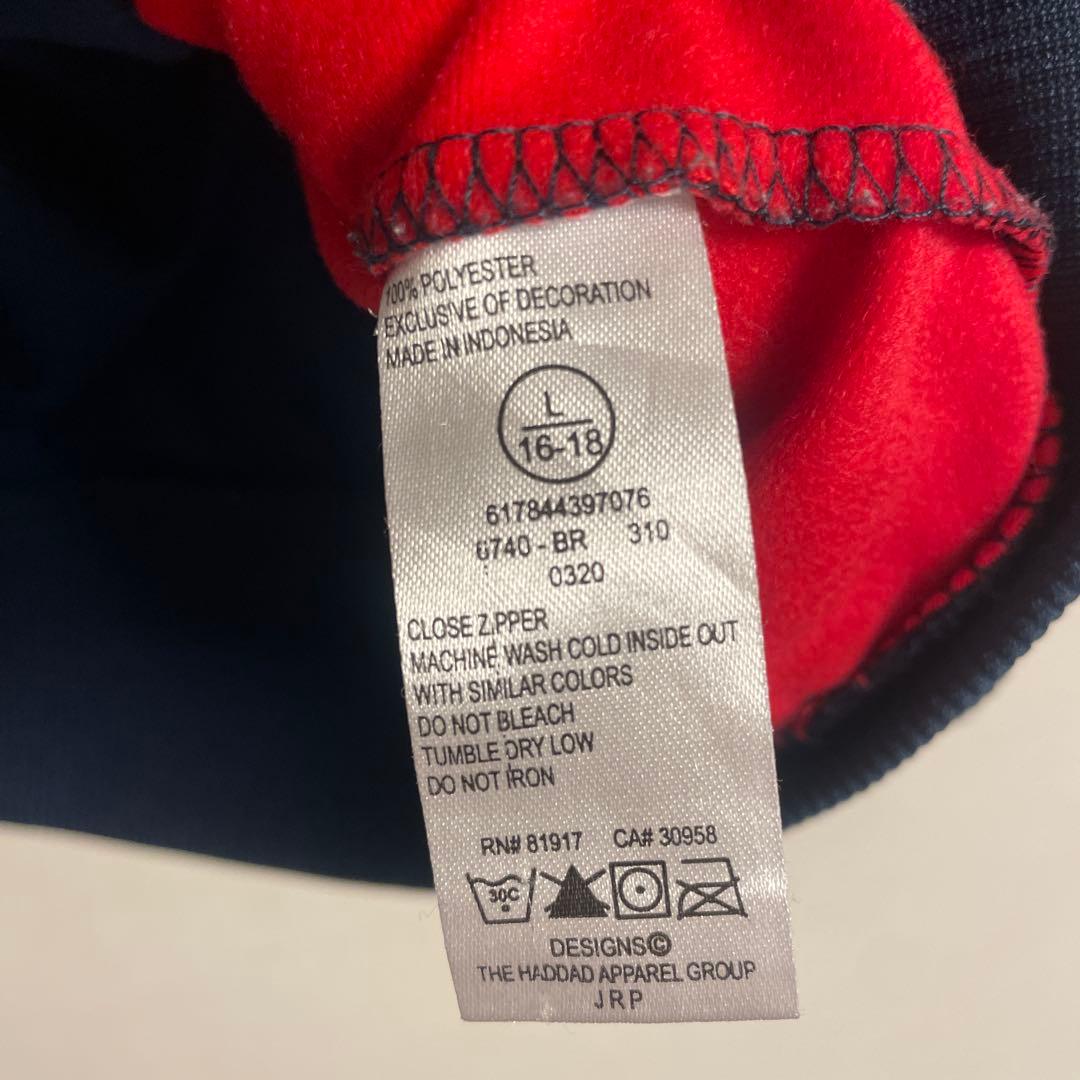 100% POLYESTER
EXCLUSIVE OF DECORATION
MADE IN INDONESIA
L
16-18
617844397076
6740 - BR 310
0320
CLOSE ZIPPER
MACHINE WASH COLD INSIDE OUT
WITH SIMILAR COLORS
DO NOT BLEACH
TUMBLE DRY LOW
DO NOT IRON
RN# 81917 CA# 30958
30C
DESIGNS©
THE HADDAD APPAREL GROUP
J R P